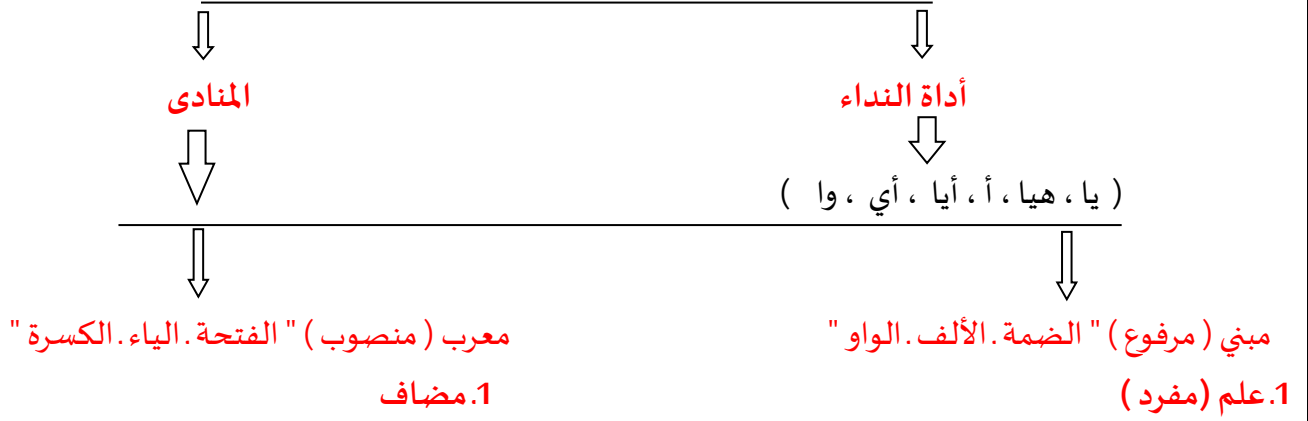 أداة النداء
المنادى
( يا ، هيا ، أ ، أيا ، أي ، وا )
مبني ( مرفوع ) " الضمة . الألف . الواو "
معرب ( منصوب ) " الفتحة . الياء . الكسرة "
1. علم (مفرد )
1. مضاف